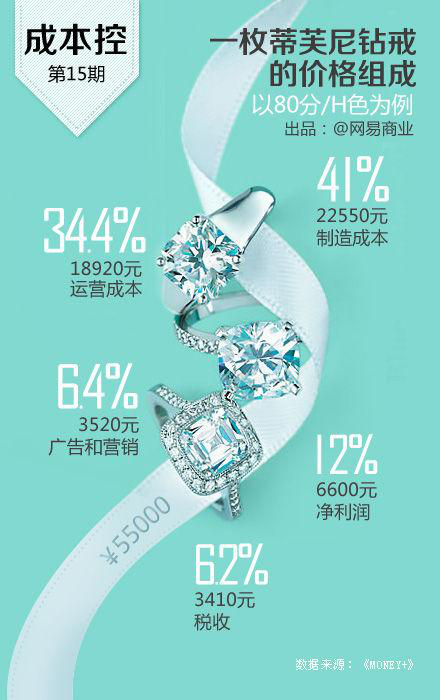 成本控
第15期
一枚蒂芙尼钻戒
的价格组成
以80分/H色为例
出品：@网易商业
41%
22550元
制造成本
34.4%
18920元
运营成本
6.4%
3520元
广告和营销
12%
6600元
净利润
¥55000
6.2%
3410元
税收
数据来源：《MONEY+》